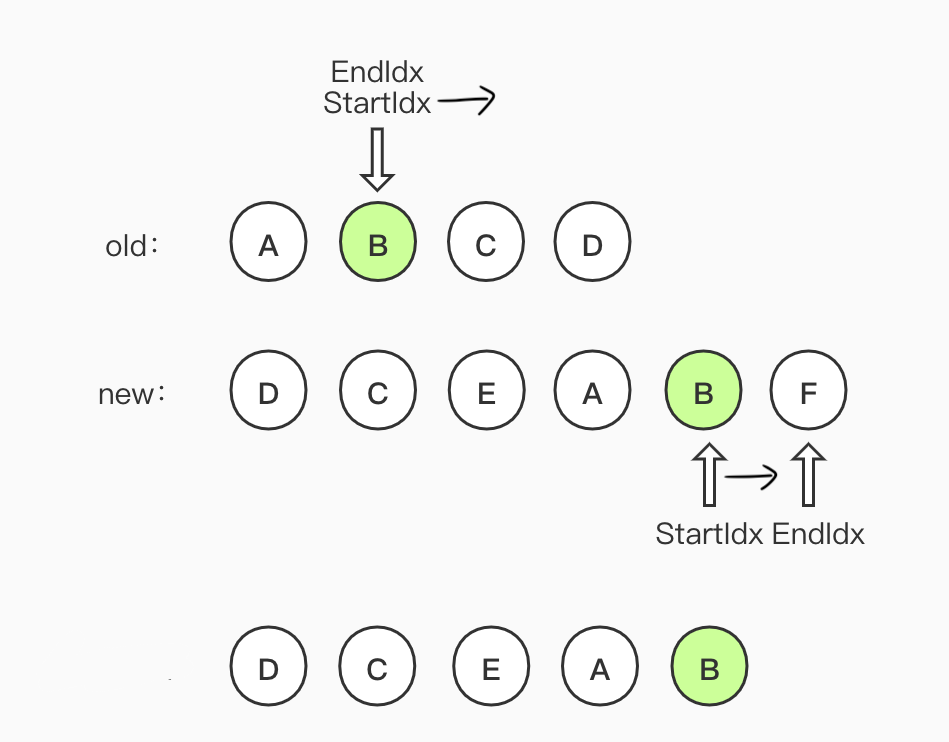 EndIdx
StartIdx
old： A B C D
new： D C E A B F
StartIdx EndIdx
D C E A B